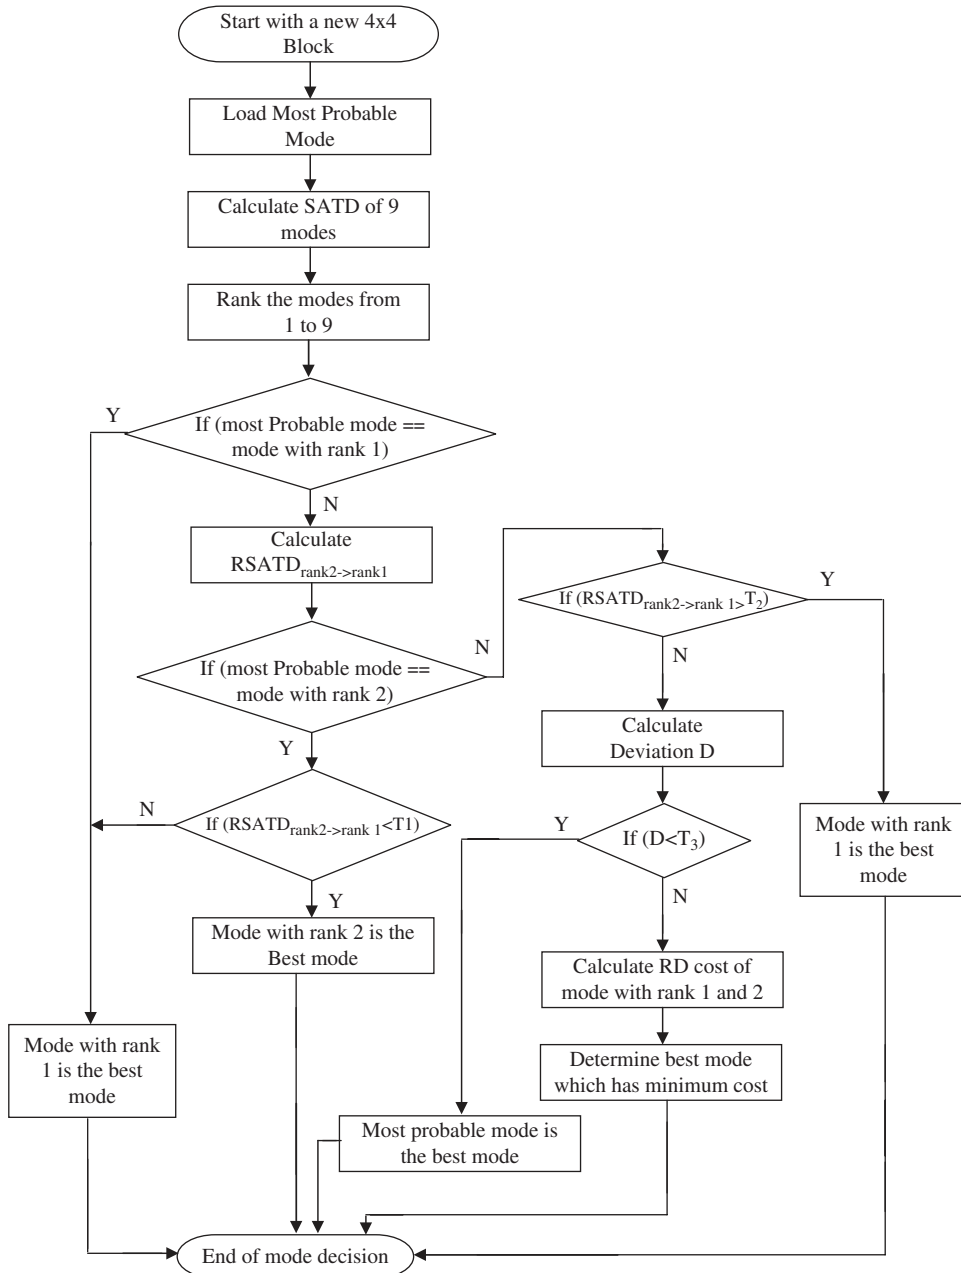 Start with a new 4x4
Block
Load Most Probable
Mode
Calculate SATD of 9
modes
Rank the modes from
1 to 9
Y
If (most Probable mode ==
mode with rank 1)
N
Calculate
RSATDrank2->rank1
If (RSATDrank2->rank 1>T2)
Y
N
If (most Probable mode ==
mode with rank 2)
N
Y
Calculate
Deviation D
N
If (RSATDrank2->rank 1<T1)
Y
If (D<T3)
Mode with rank
1 is the best
mode
Y
N
Mode with rank 2 is the
Best mode
Calculate RD cost of
mode with rank 1 and 2
Mode with rank
1 is the best
mode
Determine best mode
which has minimum cost
Most probable mode is
the best mode
End of mode decision